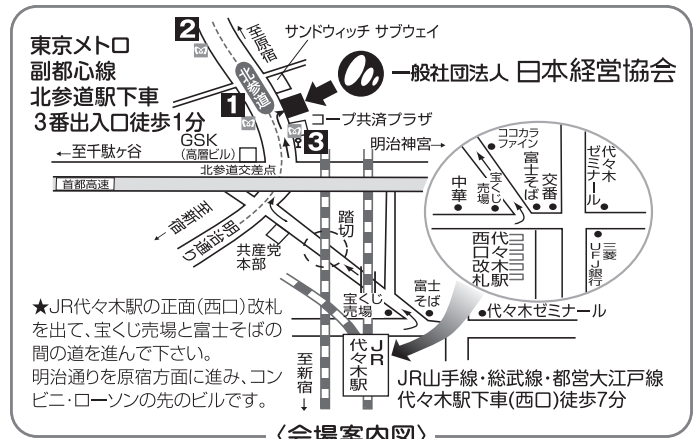 東京メトロ
副都心線
北参道駅下車
3番出入口徒歩1分
2
至原宿
サンドウィッチ サブウェイ
北参道
一般社団法人 日本経営協会
1
コープ共済プラザ
3
GSK
(高層ビル)
明治神宮→
←至千駄ヶ谷
北参道交差点
首都高速
至新宿
明治通り
共産党
本部
踏切
宝くじ
売場
富士
そば
代々木ゼミナール
JR
代々木駅
至新宿
ココカラ
ファイン
代々木
ゼミナール
富士そば
交番
宝くじ
売場
中華
代々木駅
西口改札
三菱
UFJ銀行
★JR代々木駅の正面(西口)改札
を出て、宝くじ売場と富士そばの
間の道を進んで下さい。
明治通りを原宿方面に進み、コン
ビニ・ローソンの先のビルです。
JR山手線・総武線・都営大江戸線
代々木駅下車(西口)徒歩7分
〈会場案内図〉